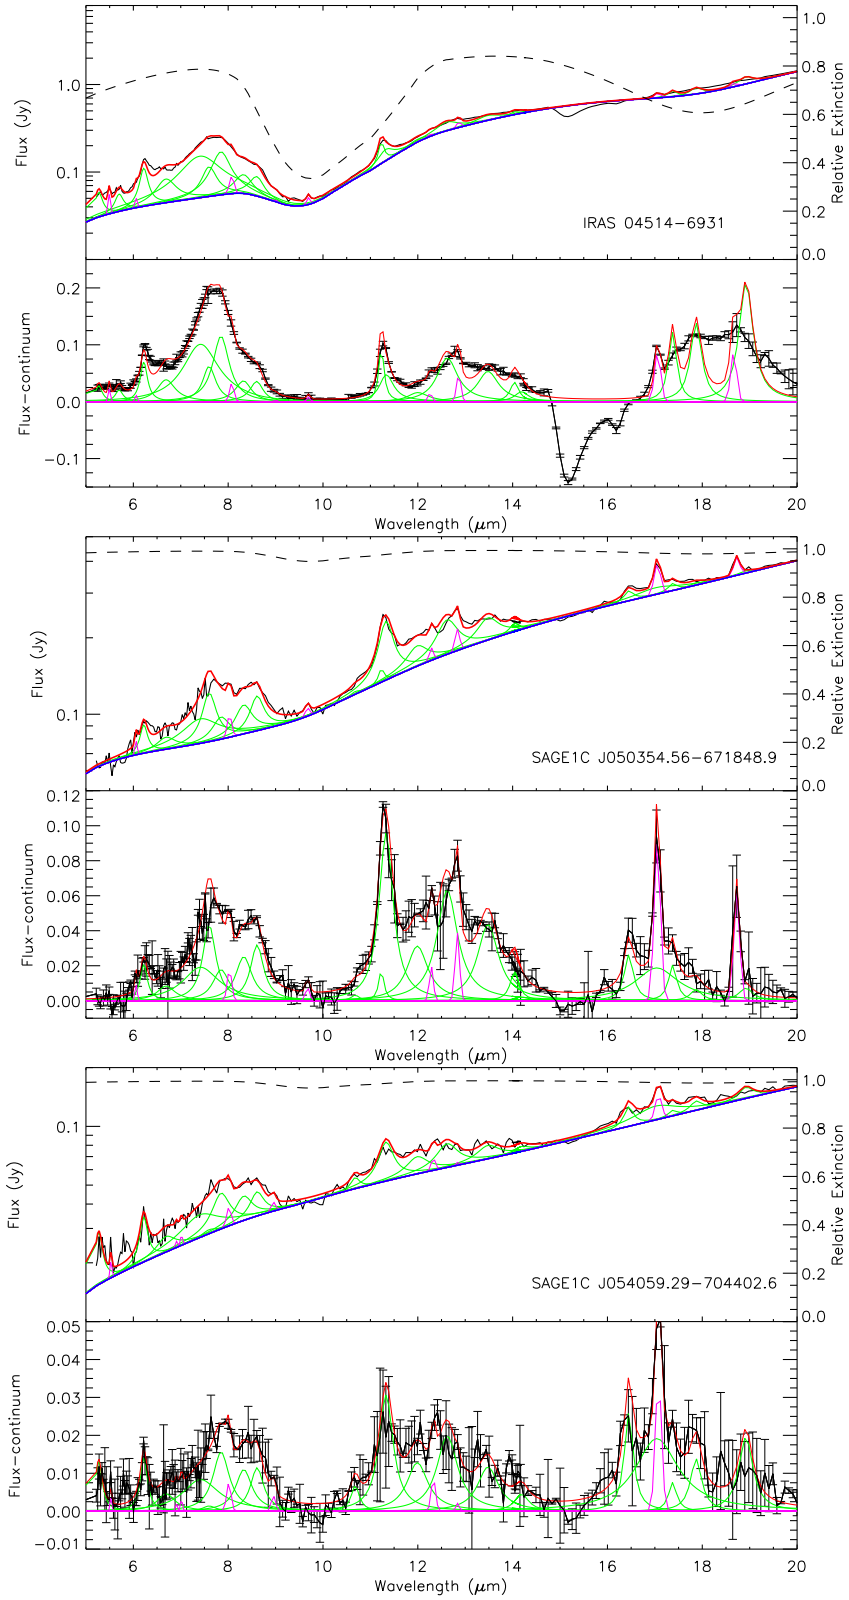 1.0
0.1
Flux (Jy)
1.0
0.8
0.6
0.4
0.2
0.0
Relative Extinction
IRAS 04514−6931
0.2
0.1
0.0
−0.1
Flux−continuum
6 8 10 12 14 16 18 20
Wavelength (μm)
0.1
Flux (Jy)
1.0
0.8
0.6
0.4
0.2
0.0
Relative Extinction
SAGE1C J050354.56−671848.9
0.12
0.10
0.08
0.06
0.04
0.02
0.00
Flux−continuum
6 8 10 12 14 16 18 20
Wavelength (μm)
0.1
Flux (Jy)
1.0
0.8
0.6
0.4
0.2
0.0
Relative Extinction
SAGE1C J054059.29−704402.6
0.05
0.04
0.03
0.02
0.01
0.00
−0.01
Flux−continuum
6 8 10 12 14 16 18 20
Wavelength (μm)